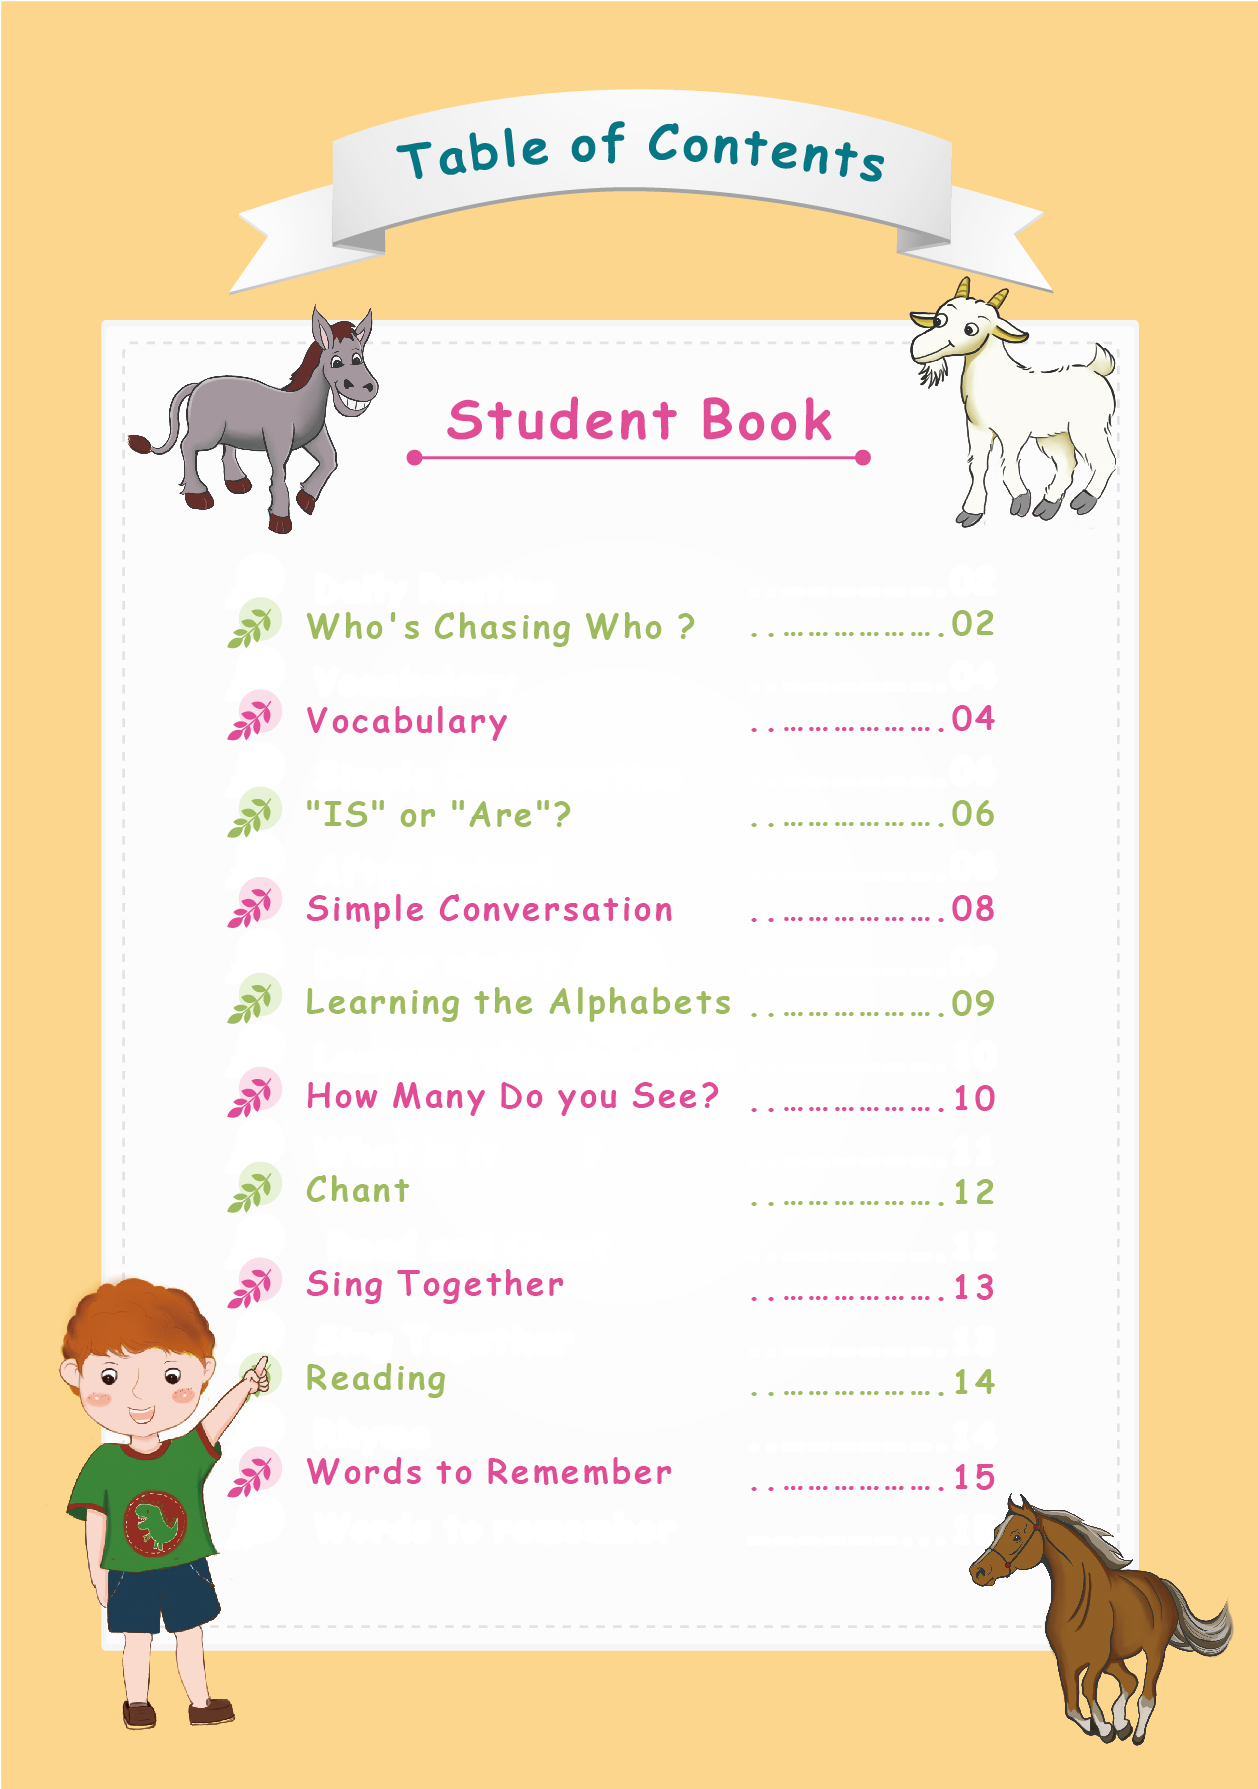 Table of Contents
Student Book
Who's Chasing Who ? ..……………….02
Vocabulary ..……………….04
"IS" or "Are"? ..……………….06
Simple Conversation ..……………….08
Learning the Alphabets ..……………….09
How Many Do you See? ..……………….10
Chant ..……………….12
Sing Together ..……………….13
Reading ..……………….14
Words to Remember ..……………….15